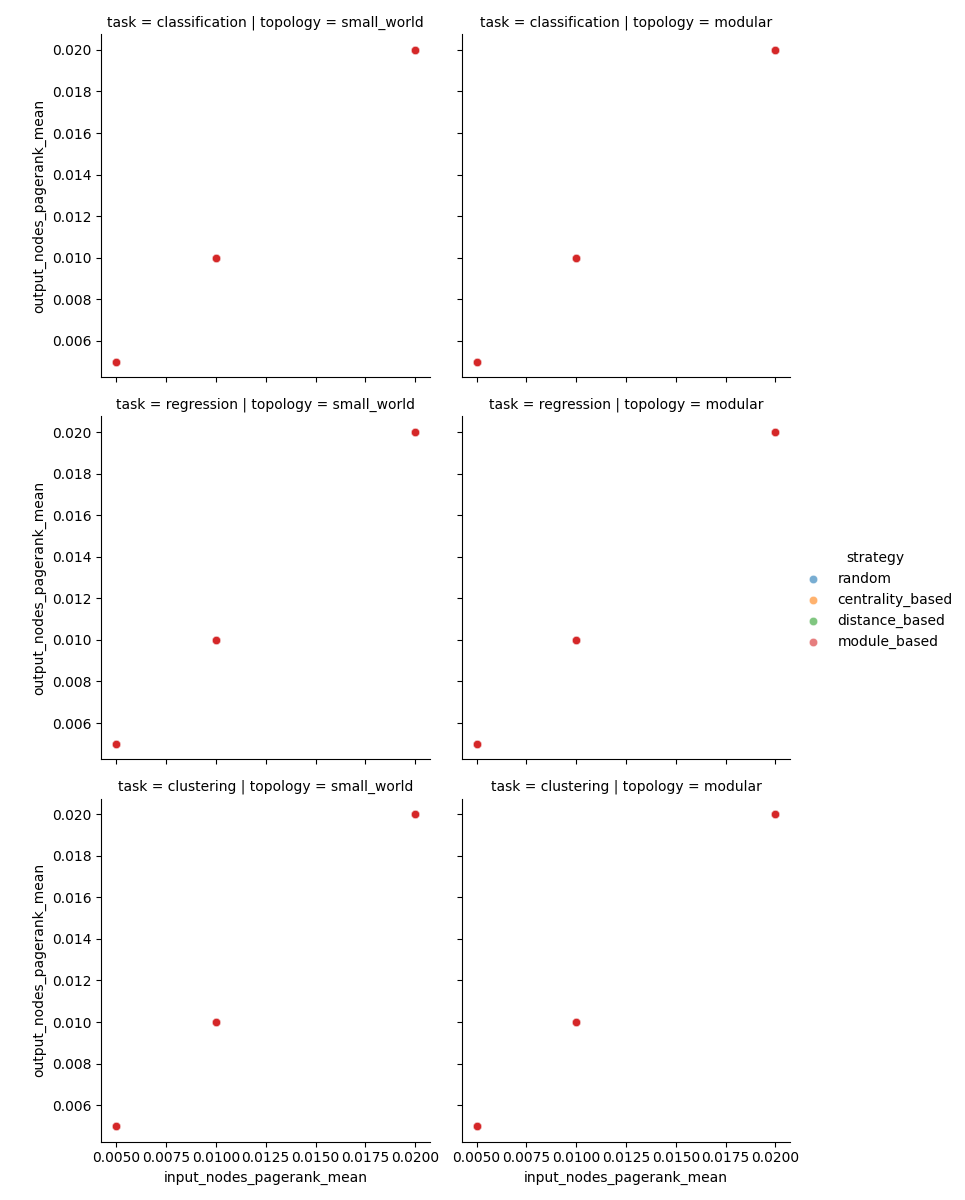 task = classification | topology = small_world
task = classification | topology = modular
0.020
0.018
0.016
0.014
0.012
0.010
0.008
0.006
output_nodes_pagerank_mean
task = regression | topology = small_world
task = regression | topology = modular
0.020
0.018
0.016
0.014
0.012
0.010
0.008
0.006
output_nodes_pagerank_mean
strategy
random
centrality_based
distance_based
module_based
task = clustering | topology = small_world
task = clustering | topology = modular
0.020
0.018
0.016
0.014
0.012
0.010
0.008
0.006
output_nodes_pagerank_mean
0.0050 0.0075 0.0100 0.0125 0.0150 0.0175 0.0200
0.0050 0.0075 0.0100 0.0125 0.0150 0.0175 0.0200
input_nodes_pagerank_mean
input_nodes_pagerank_mean